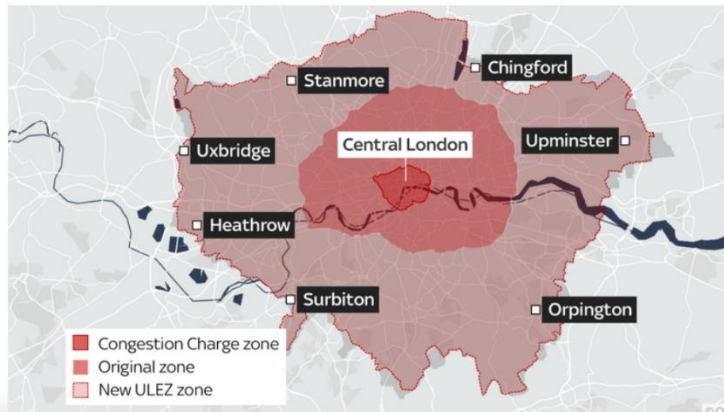 Chingford
Stanmore
Central London
Upminster
Uxbridge
Heathrow
Surbiton
Orpington
Congestion Charge zone
Original zone
New ULEZ zone